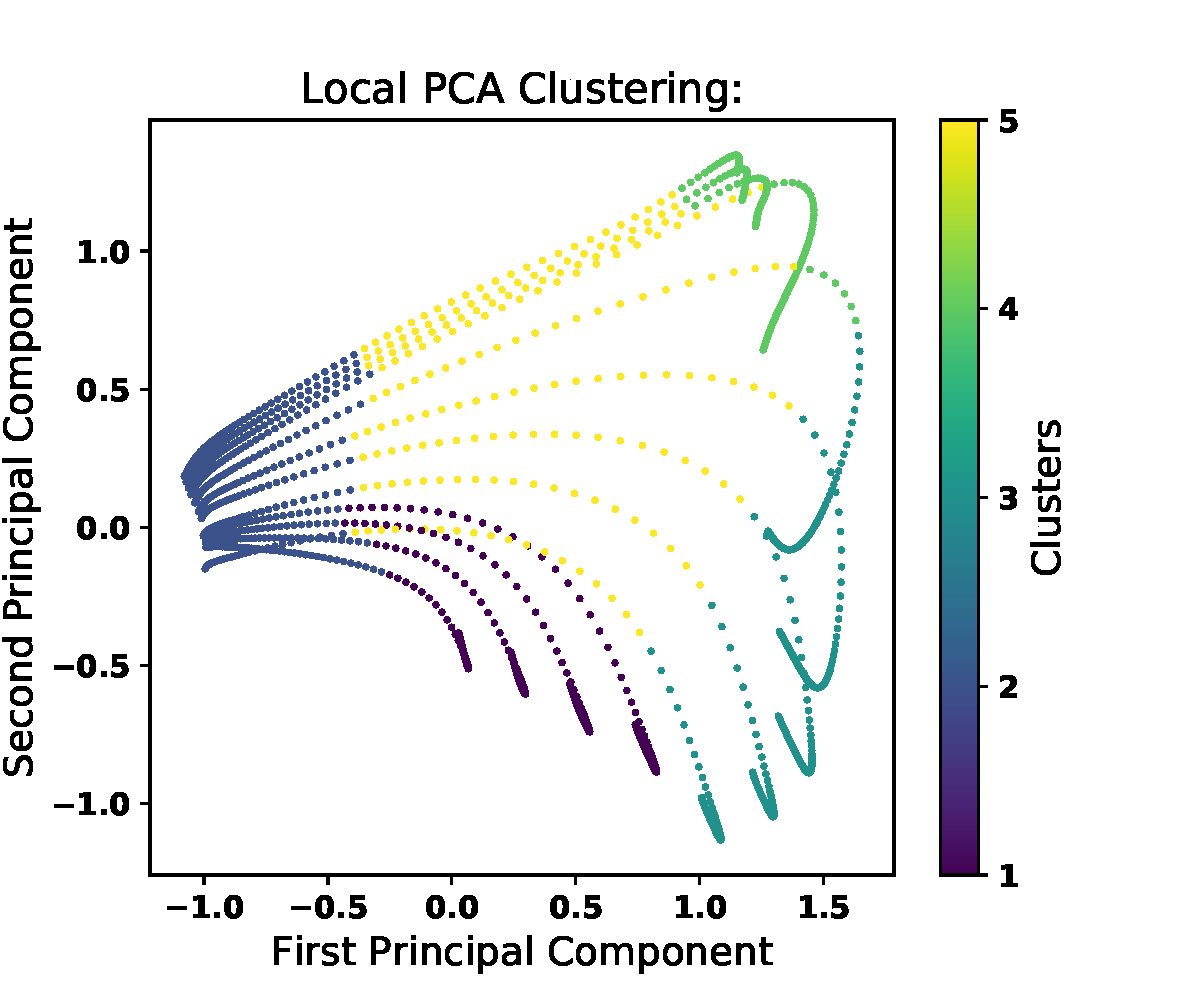 Local PCA Clustering:
Second Principal Component
1.0
0.5
0.0
−0.5
−1.0
−1.0 −0.5 0.0 0.5 1.0 1.5
First Principal Component
5
4
3
2
1
Clusters